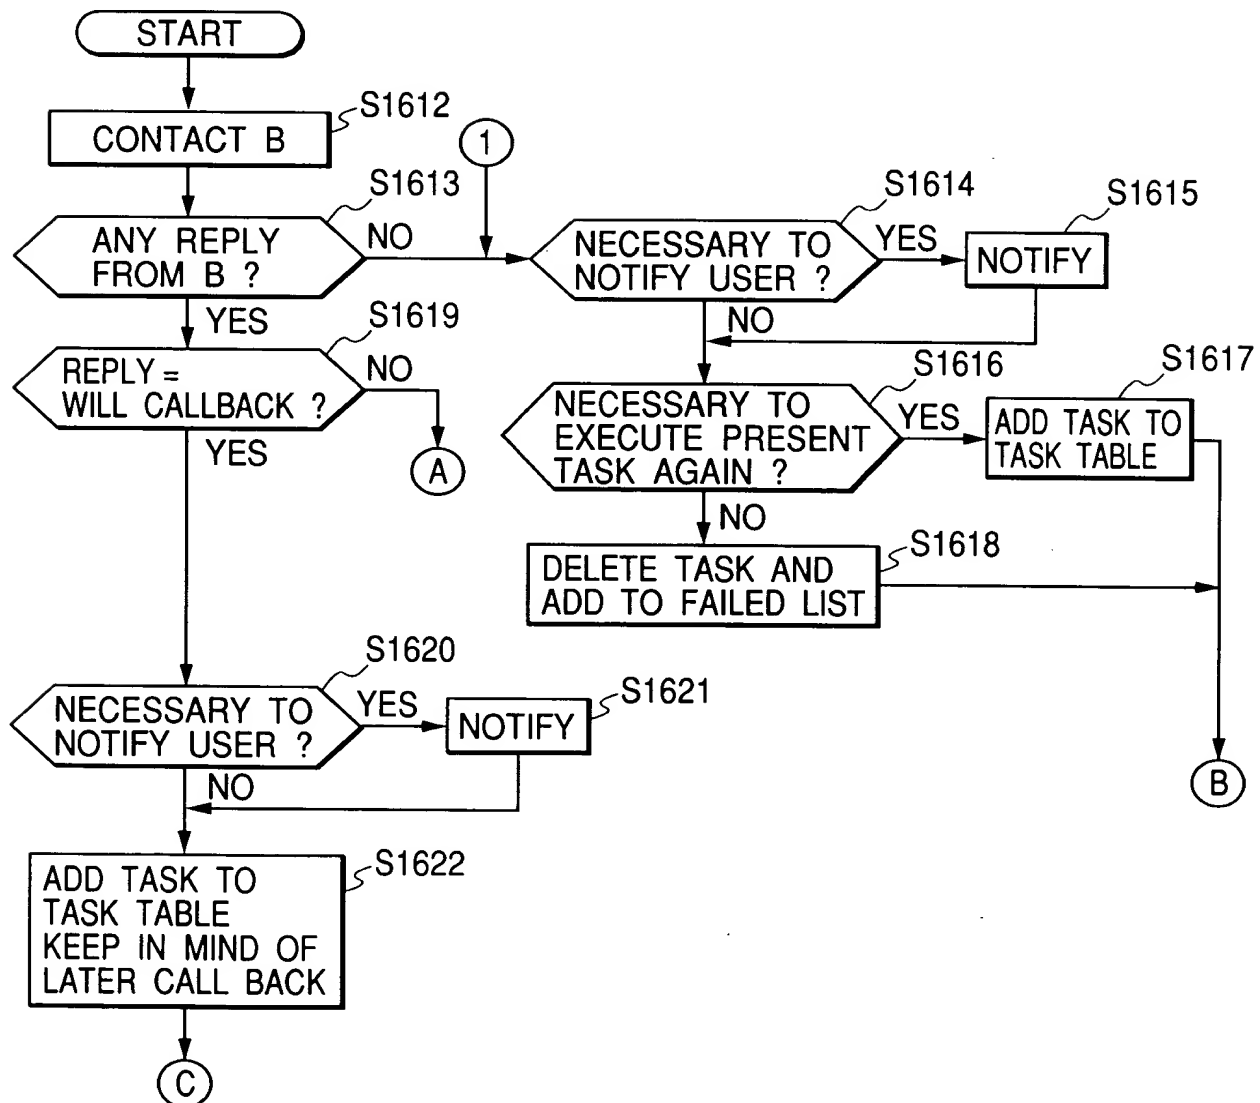 START
CONTACT B
S1612
1
ANY REPLY
FROM B ?
S1613
NO
YES
NECESSARY TO
NOTIFY USER ?
S1614
YES
NO
NOTIFY
S1615
REPLY =
WILL CALLBACK ?
S1619
NO
YES
A
NECESSARY TO
EXECUTE PRESENT
TASK AGAIN ?
S1616
YES
NO
ADD TASK TO
TASK TABLE
S1617
DELETE TASK AND
ADD TO FAILED LIST
S1618
B
NECESSARY TO
NOTIFY USER ?
S1620
YES
NO
NOTIFY
S1621
ADD TASK TO
TASK TABLE
KEEP IN MIND OF
LATER CALL BACK
S1622
C